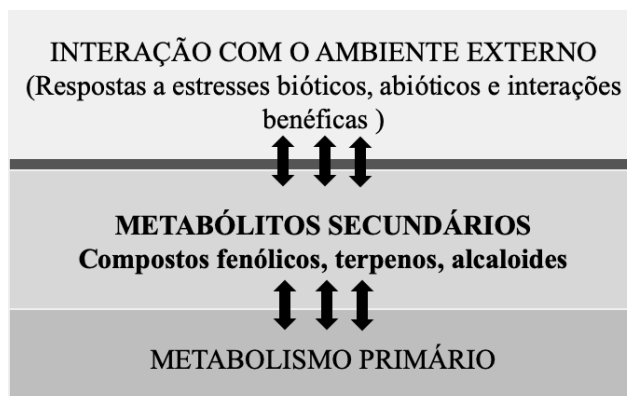 INTERAÇÃO COM O AMBIENTE EXTERNO
(Respostas a estresses bióticos, abióticos e interações
benéficas )
METABÓLITOS SECUNDÁRIOS
Compostos fenólicos, terpenos, alcaloides
METABOLISMO PRIMÁRIO